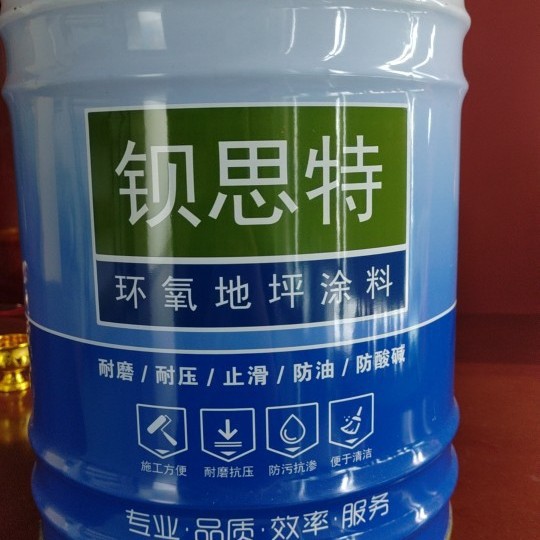 钡思特
环氧地坪涂料
耐磨/耐压/止滑/防油/防酸碱
施工方便 耐磨抗压 防污抗渗 便于清洁
专业·品质·效率·服务